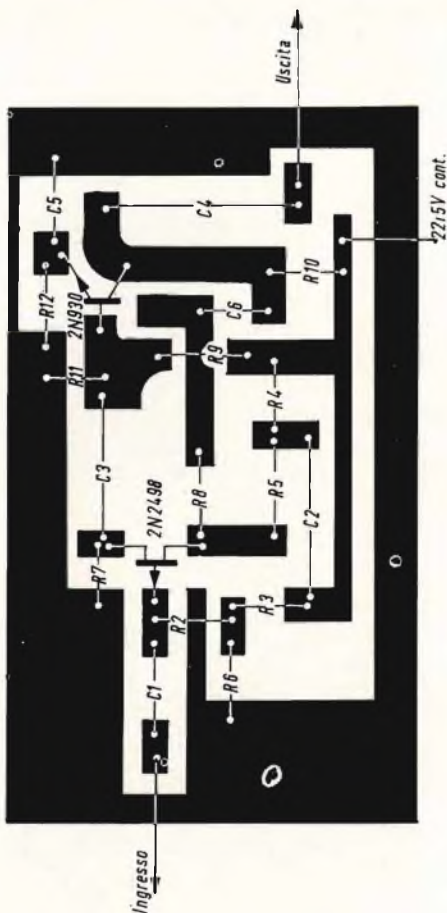 Uscita
22÷5V cont.
C5
C4
R12
2N930
R10
C6
R11
R9
R4
C3
2N2498
R8
R5
C2
R7
R2
R3
C1
R6
Ingresso